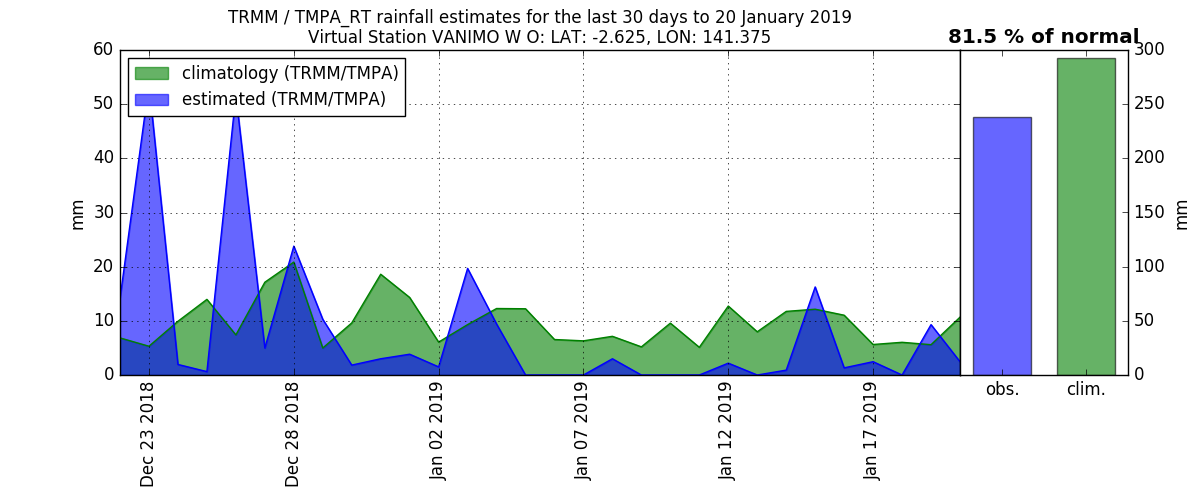 TRMM / TMPA_RT rainfall estimates for the last 30 days to 20 January 2019
Virtual Station VANIMO W O: LAT: -2.625, LON: 141.375
81.5 % of normal
climatology (TRMM/TMPA)
estimated (TRMM/TMPA)
60
50
40
30
20
10
0
mm
300
250
200
150
100
50
0
mm
Dec 23 2018
Dec 28 2018
Jan 02 2019
Jan 07 2019
Jan 12 2019
Jan 17 2019
obs.
clim.